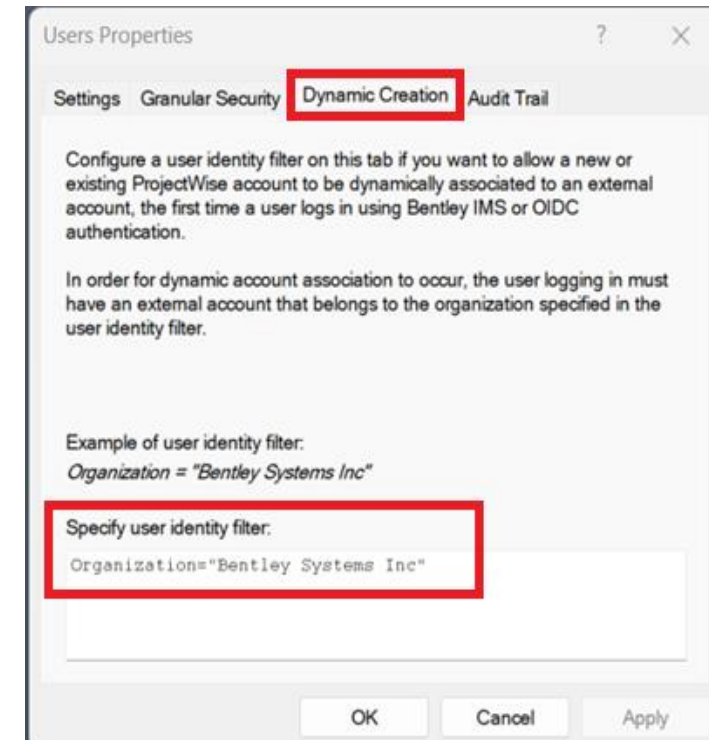 Users Properties ?
Settings Granular Security Dynamic Creation Audit Trail
Configure a user identity filter on this tab if you want to allow a new or
existing ProjectWise account to be dynamically associated to an external
account, the first time a user logs in using Bentley IMS or OIDC
authentication.
In order for dynamic account association to occur, the user logging in must
have an external account that belongs to the organization specified in the
user identity filter.
Example of user identity filter:
Organization = "Bentley Systems Inc"
Specify user identity filter:
Organization="Bentley Systems Inc"
OK Cancel Apply